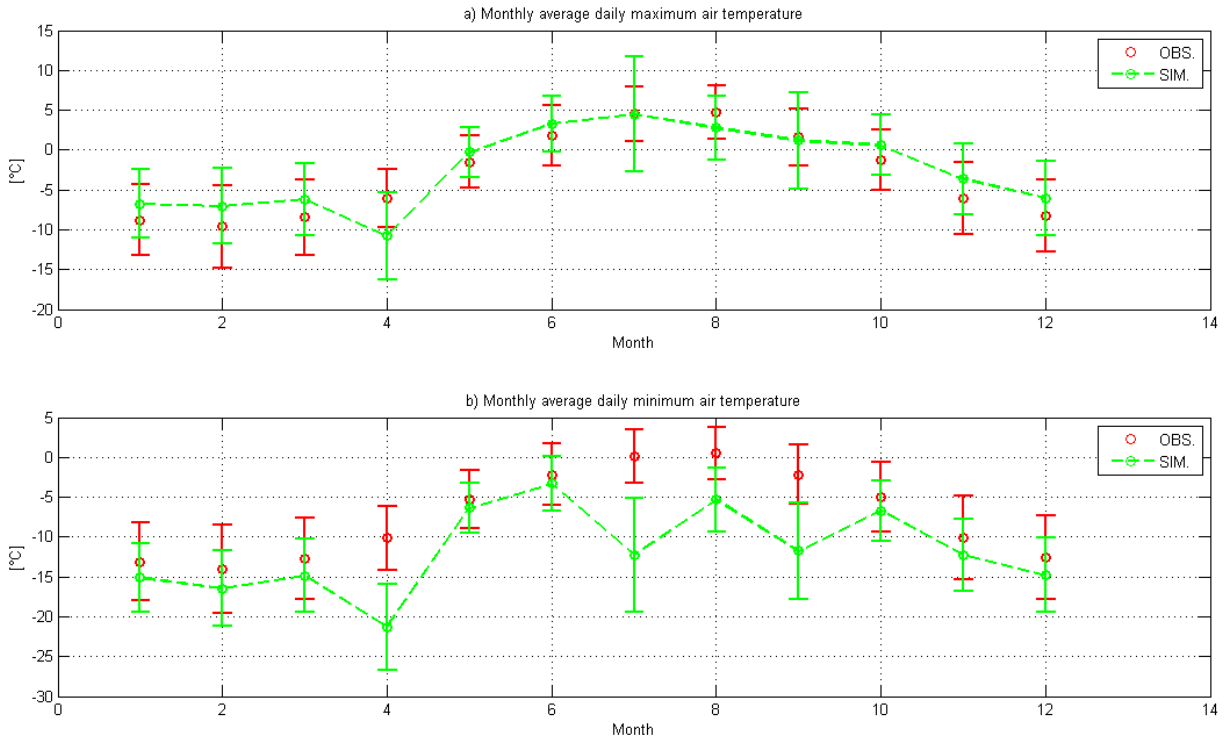 a) Monthly average daily maximum air temperature
15
10
5
0
-5
-10
-15
-20
[°C]
OBS.
SIM.
0 2 4 6 8 10 12 14
Month
b) Monthly average daily minimum air temperature
5
0
-5
-10
-15
-20
-25
-30
[°C]
OBS.
SIM.
0 2 4 6 8 10 12 14
Month